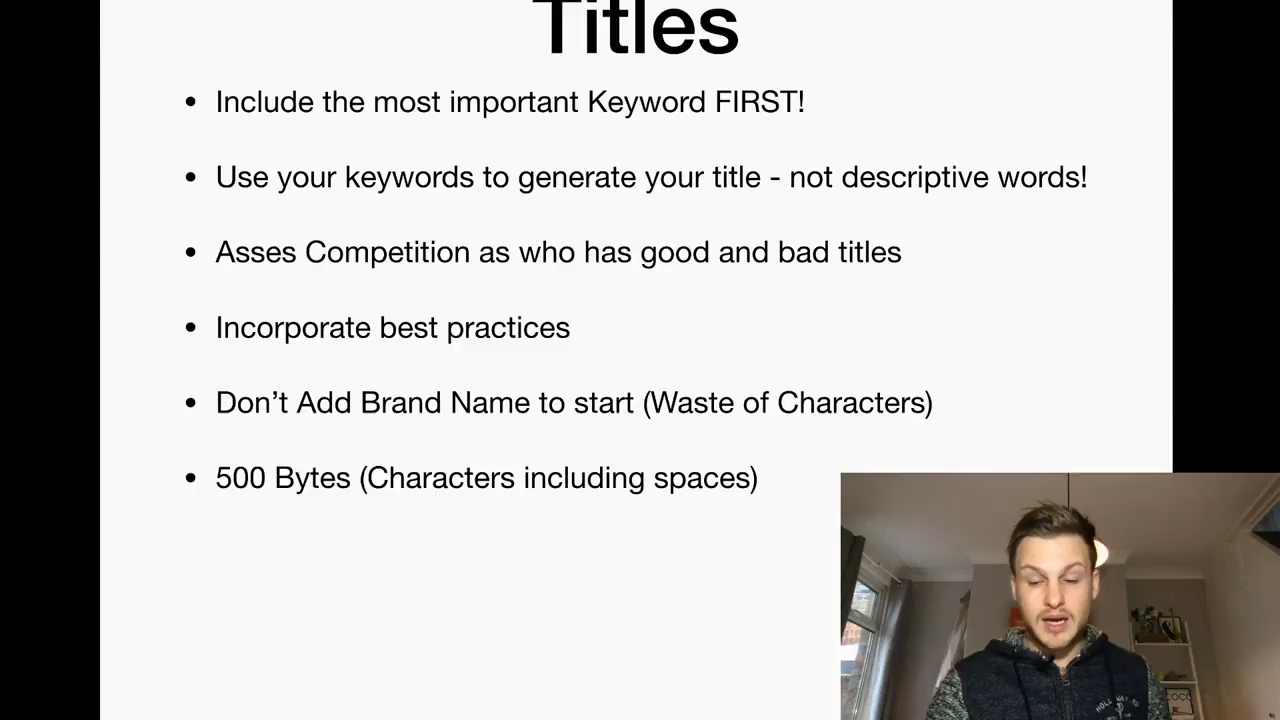 Titles
• Include the most important Keyword FIRST!
• Use your keywords to generate your title - not descriptive words!
• Asses Competition as who has good and bad titles
• Incorporate best practices
• Don’t Add Brand Name to start (Waste of Characters)
• 500 Bytes (Characters including spaces)
COCO